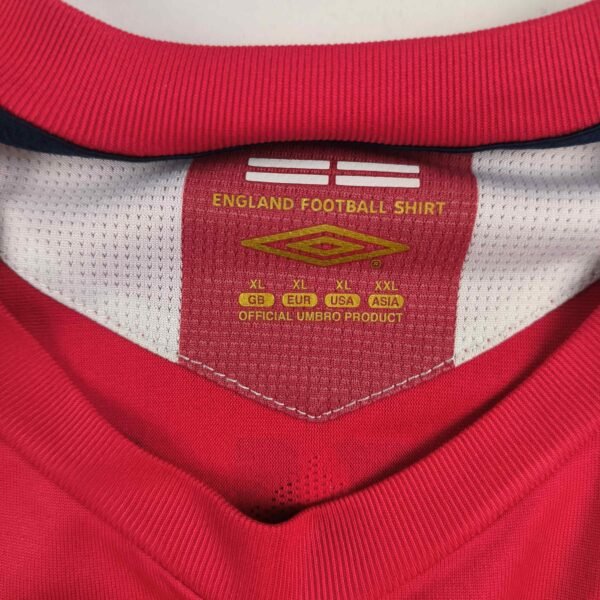 ENGLAND FOOTBALL SHIRT
XL XL XL XXL
GB EUR USA ASIA
OFFICIAL UMBRO PRODUCT